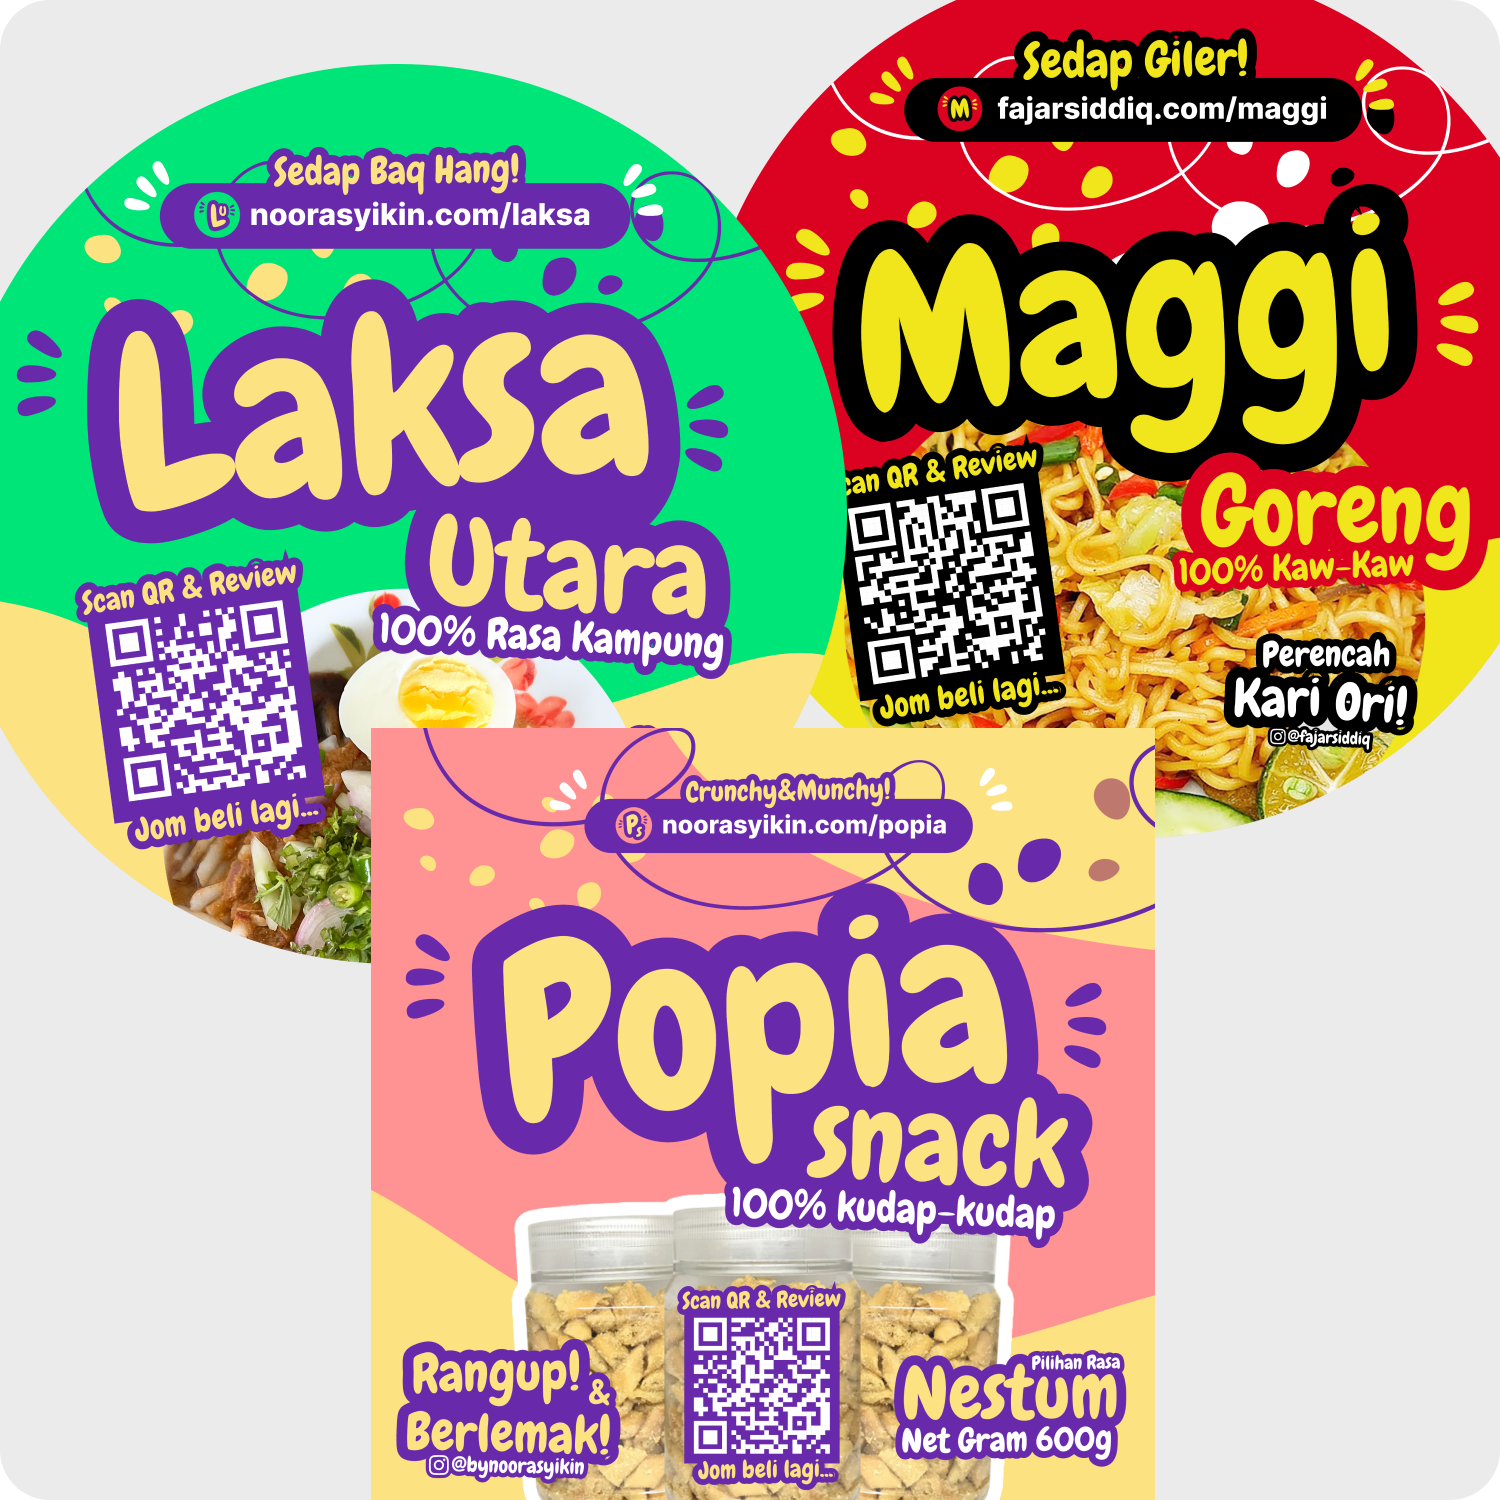 Sedap Baq Hang!
Lu noorasyikin.com/laksa
Laksa
Utara
100% Rasa Kampung
Scan QR & Review
Jom beli lagi...
Sedap Giler!
M fajarsiddiq.com/maggi
Maggi
Goreng
100% Kaw-Kaw
can QR & Review
Jom beli lagi...
Perencah
Kari Ori!
@fajarsiddiq
Crunchy&Munchy!
Ps noorasyikin.com/popia
Popia
snack
100% kudap-kudap
Scan QR & Review
Jom beli lagi...
Rangup! &
Berlemak!
@bynoorasyikin
Pilihan Rasa
Nestum
Net Gram 600g